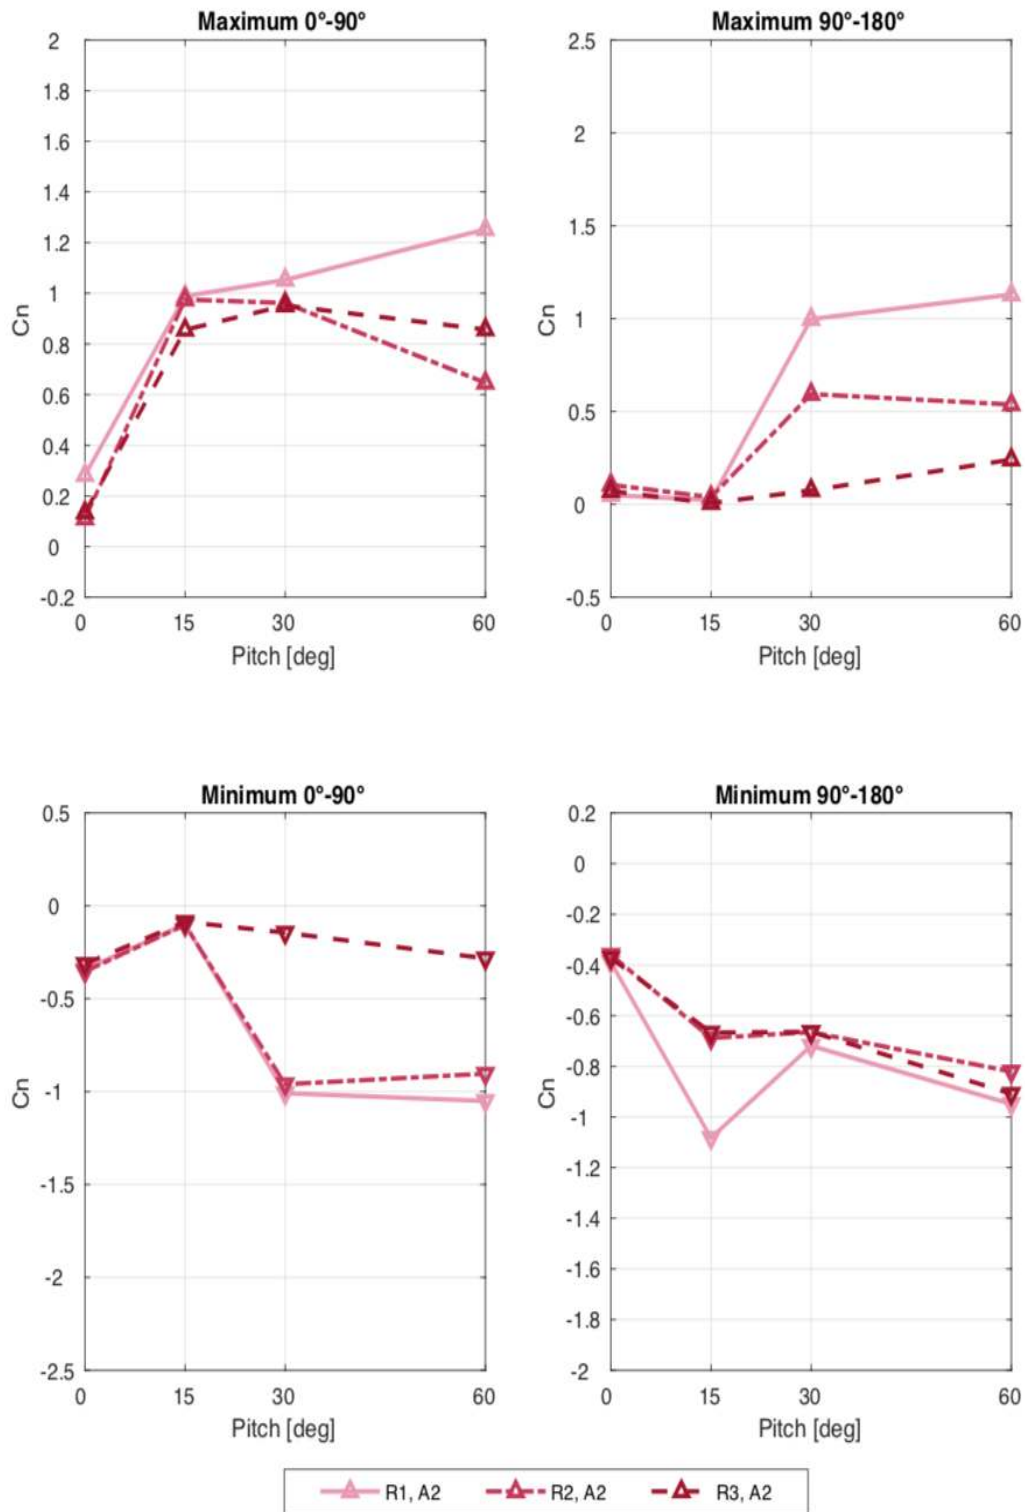 Maximum 0°-90°
2
1.8
1.6
1.4
1.2
1
0.8
0.6
0.4
0.2
0
-0.2
Cn
0 15 30 60
Pitch [deg]
Maximum 90°-180°
2.5
2
1.5
1
0.5
0
-0.5
Cn
0 15 30 60
Pitch [deg]
Minimum 0°-90°
0.5
0
-0.5
-1
-1.5
-2
-2.5
Cn
0 15 30 60
Pitch [deg]
Minimum 90°-180°
0.2
0
-0.2
-0.4
-0.6
-0.8
-1
-1.2
-1.4
-1.6
-1.8
-2
Cn
0 15 30 60
Pitch [deg]
R1, A2 R2, A2 R3, A2